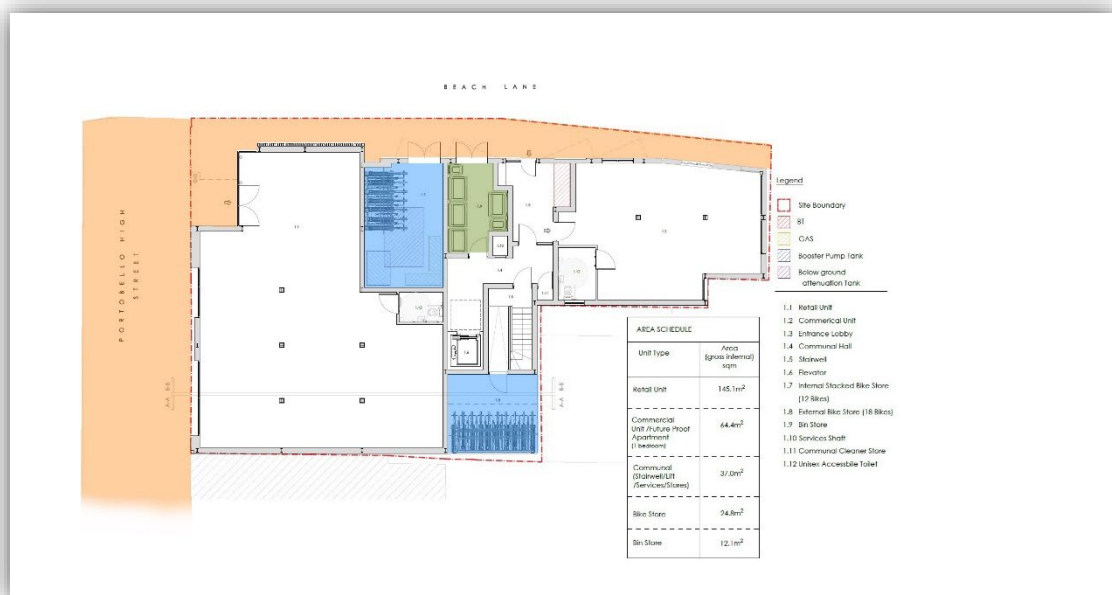 BEACH LANE
PORTOBELLO HIGH
STREET
A-A B-B
A-A B-B
Legend
Site Boundary
BT
GAS
Booster Pump Tank
Below ground
attenuation Tank
1.1 Retail Unit
1.2 Commerical Unit
1.3 Entrance Lobby
1.4 Communal Hall
1.5 Stairwell
1.6 Elevator
1.7 Internal Stacked Bike Store
(12 Bikes)
1.8 External Bike Store (18 Bikes)
1.9 Bin Store
1.10 Services Shaft
1.11 Communal Cleaner Store
1.12 Unisex Accessbile Toilet
AREA SCHEDULE
Unit Type
Area
(gross internal)
sqm
Retail Unit
145.1m²
Commercial
Unit /Future Proof
Apartment
(1 bedroom)
64.4m²
Communal
(Stairwell/Lift
/Services/Stores)
37.0m²
Bike Store
24.8m²
Bin Store
12.1m²